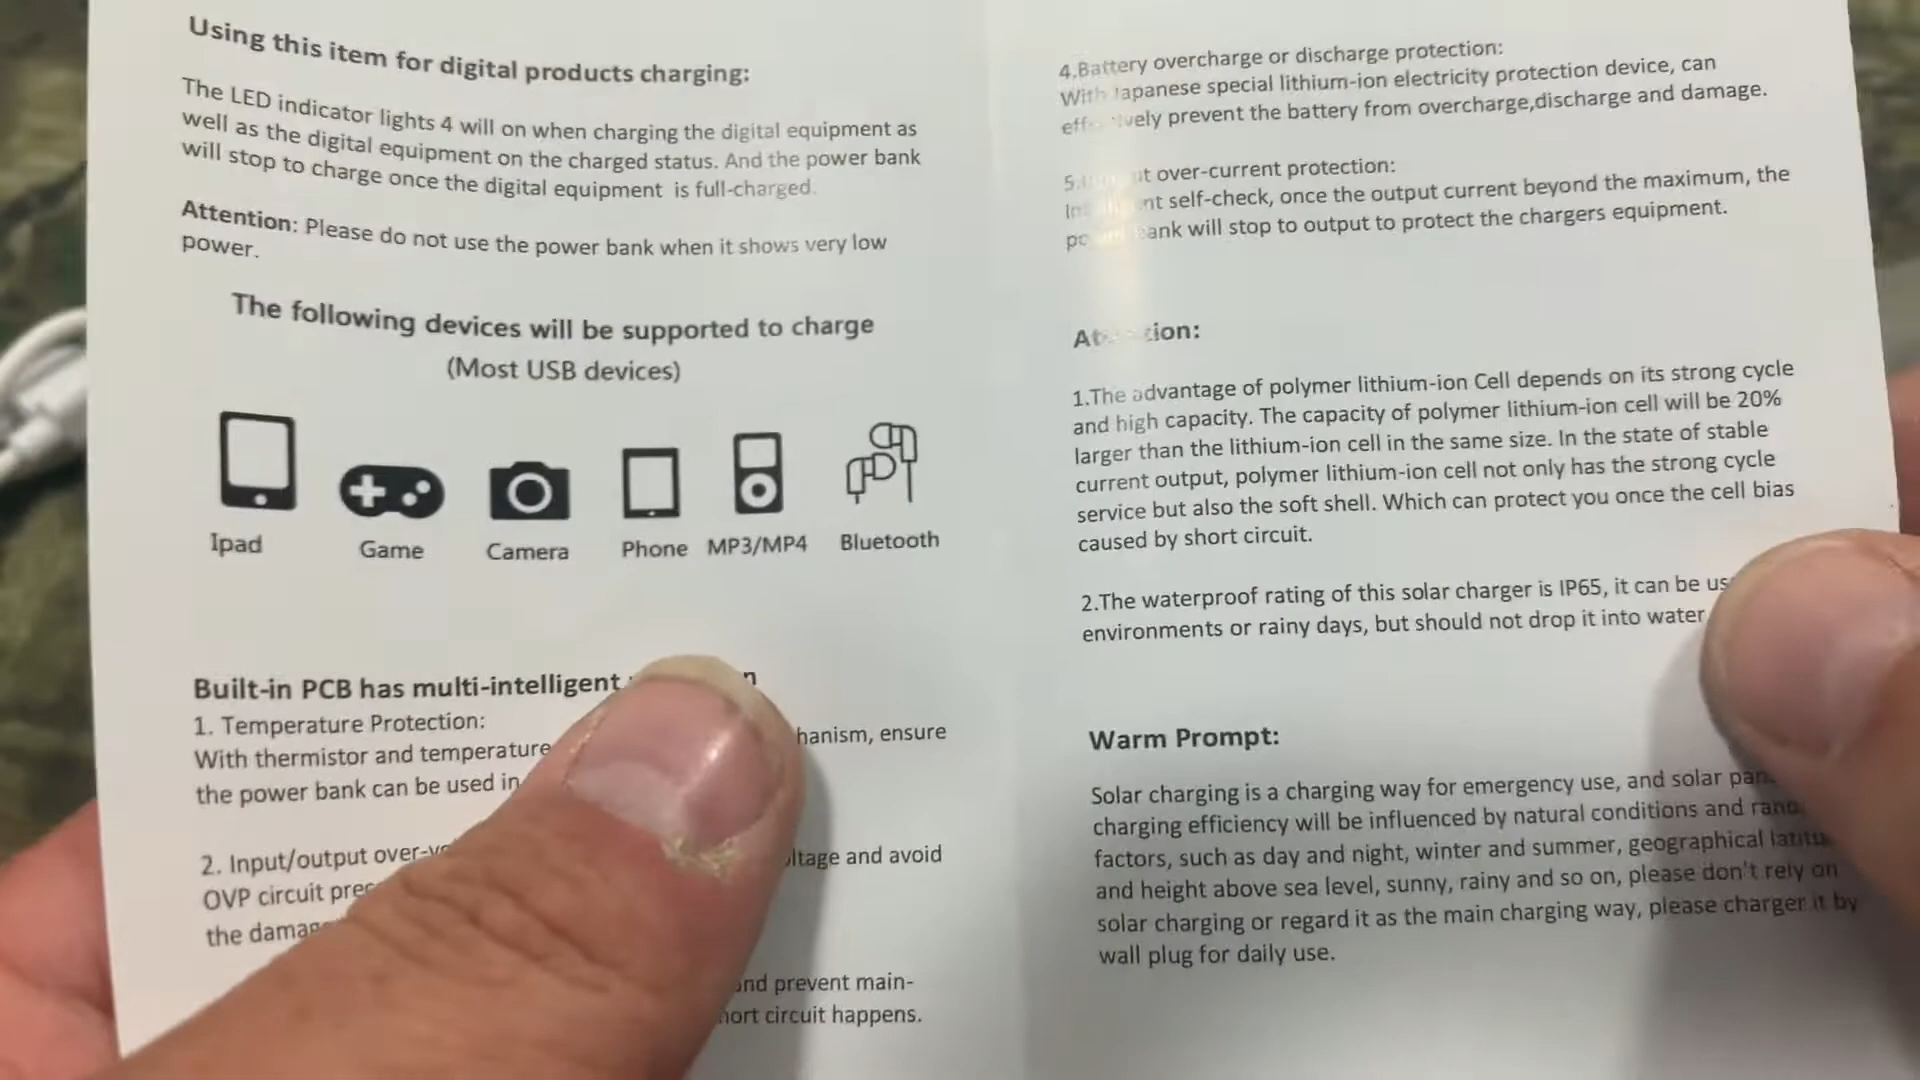 Using this item for digital products charging:
The LED indicator lights 4 will on when charging the digital equipment as
well as the digital equipment on the charged status. And the power bank
will stop to charge once the digital equipment is full-charged.
Attention: Please do not use the power bank when it shows very low
power.
The following devices will be supported to charge
(Most USB devices)
Ipad
Game
Camera
Phone
MP3/MP4
Bluetooth
Built-in PCB has multi-intelligent
1. Temperature Protection:
With thermistor and temperature hanism, ensure
the power bank can be used in
2. Input/output
OVP circuit ltage and avoid
the
and prevent main-
hort circuit happens.
4.Battery overcharge or discharge protection:
With Japanese special lithium-ion electricity protection device, can
effectively prevent the battery from overcharge,discharge and damage.
5. over-current protection:
self-check, once the output current beyond the maximum, the
bank will stop to output to protect the chargers equipment.
Attention:
1.The advantage of polymer lithium-ion Cell depends on its strong cycle
and high capacity. The capacity of polymer lithium-ion cell will be 20%
larger than the lithium-ion cell in the same size. In the state of stable
current output, polymer lithium-ion cell not only has the strong cycle
service but also the soft shell. Which can protect you once the cell bias
caused by short circuit.
2.The waterproof rating of this solar charger is IP65, it can be
environments or rainy days, but should not drop it into water
Warm Prompt:
Solar charging is a charging way for emergency use, and solar
charging efficiency will be influenced by natural conditions and
factors, such as day and night, winter and summer, geographical
and height above sea level, sunny, rainy and so on, please don't rely on
solar charging or regard it as the main charging way, please charger it by
wall plug for daily use.